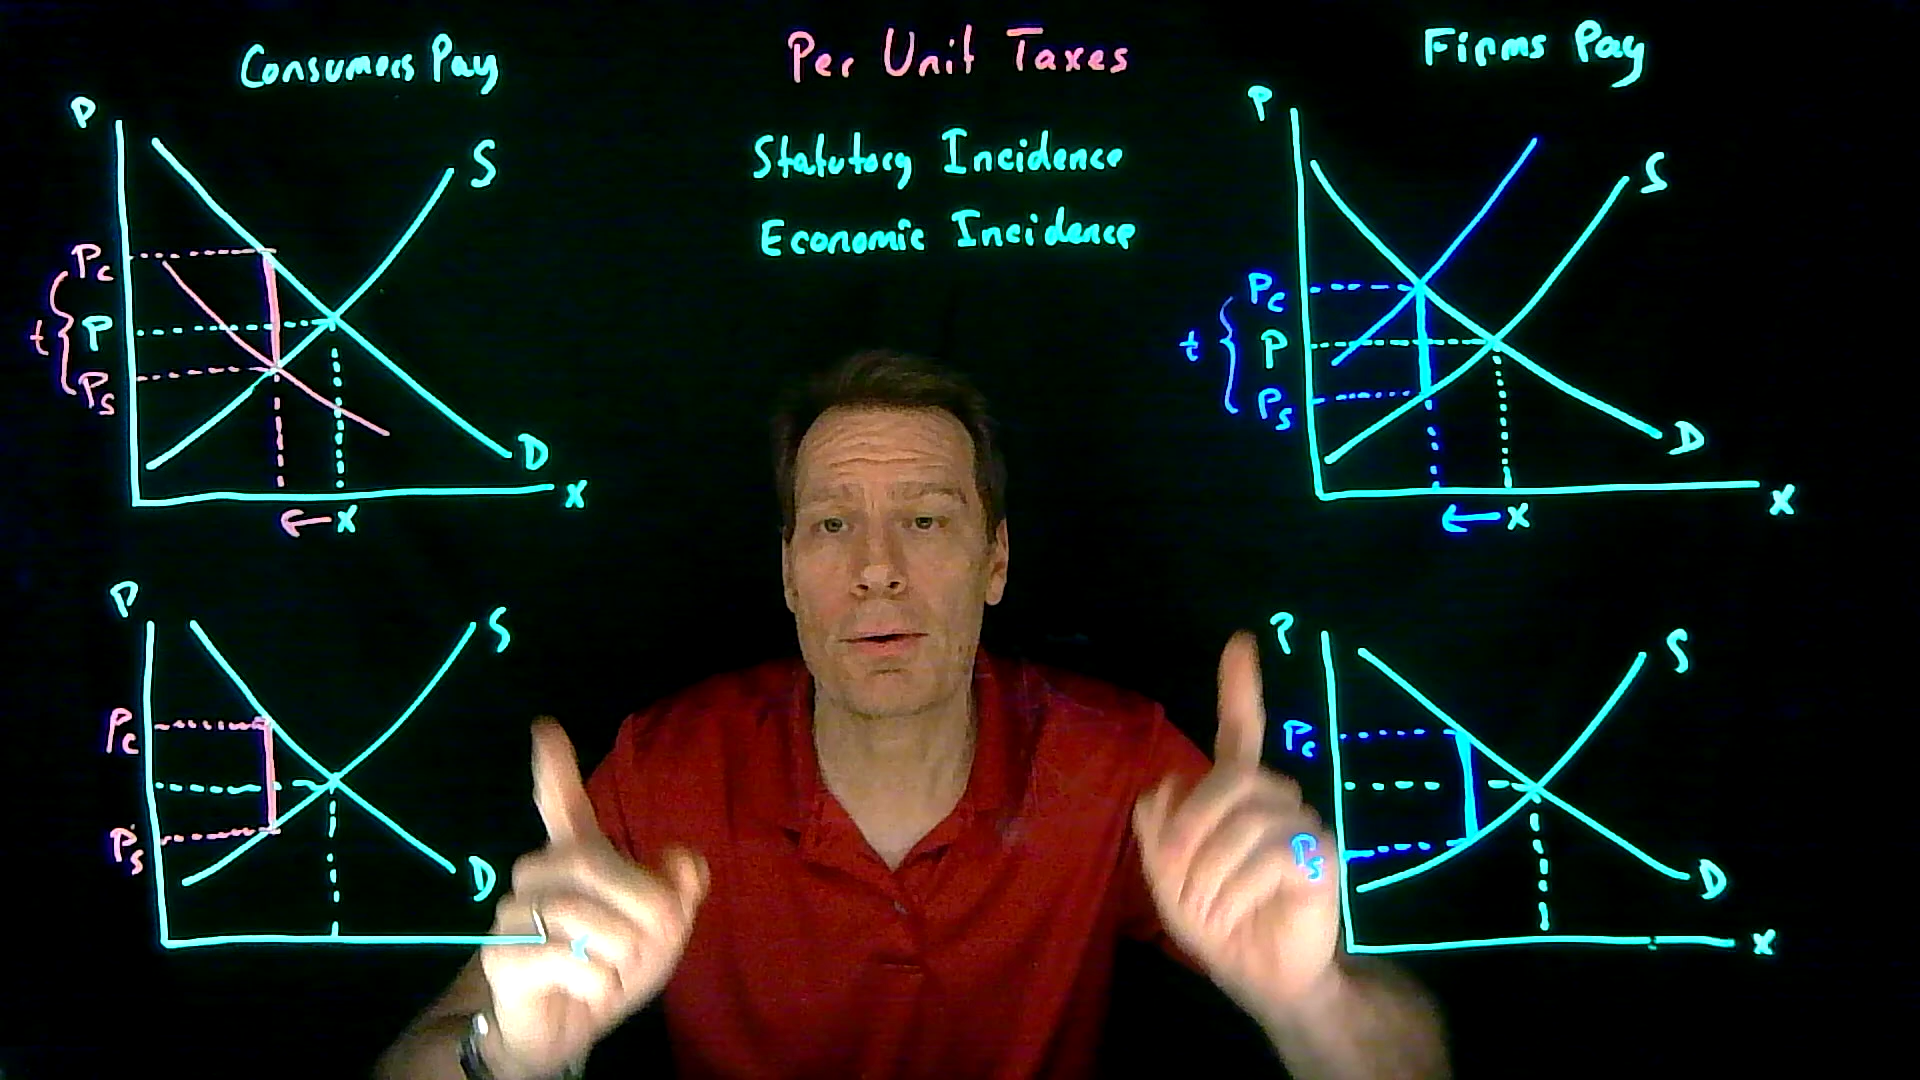 Consumers Pay
Per Unit Taxes
Firms Pay
Statutory Incidence
Economic Incidence
P
S
Pc
t
P
Ps
D
X
X
P
S
Pc
t
P
Ps
D
X
X
P
S
Pc
Ps
D
x
P
S
Pc
Ps
D
X